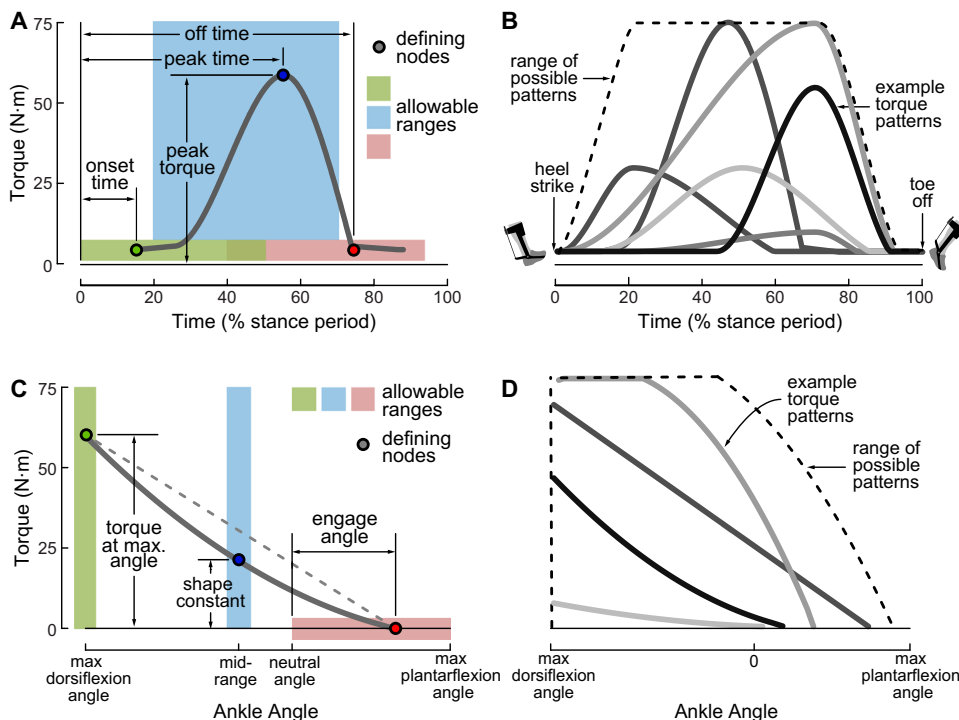 A
75
50
25
0
Torque (N·m)
off time
peak time
onset
time
peak
torque
defining
nodes
allowable
ranges
0
20
40
60
80
100
Time (% stance period)
B
range of
possible
patterns
example
torque
patterns
heel
strike
toe
off
0
20
40
60
80
100
Time (% stance period)
C
75
50
25
0
Torque (N·m)
allowable
ranges
defining
nodes
torque
at max.
angle
shape
constant
engage
angle
max
dorsiflexion
angle
mid-
range
neutral
angle
max
plantarflexion
angle
Ankle Angle
D
example
torque
patterns
range of
possible
patterns
max
dorsiflexion
angle
0
max
plantarflexion
angle
Ankle Angle